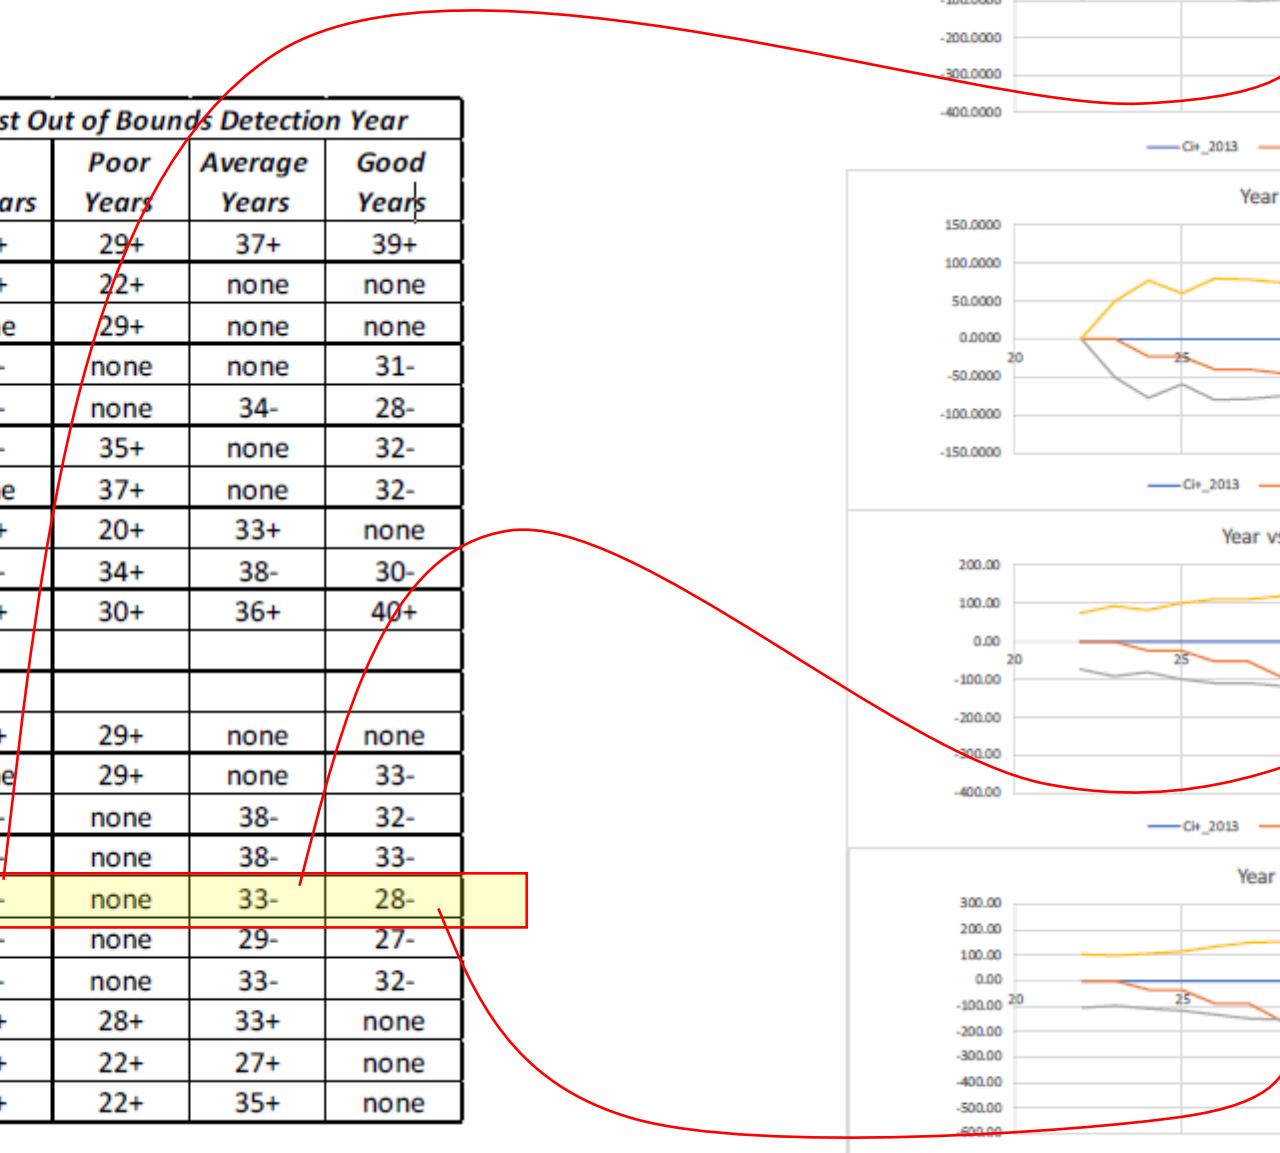 st Out of Bounds Detection Year
Poor Average Good
ars Years Years Years
+ 29+ 37+ 39+
+ 22+ none none
e 29+ none none
- none none 31-
- none 34- 28-
- 35+ none 32-
e 37+ none 32-
+ 20+ 33+ none
- 34+ 38- 30-
+ 30+ 36+ 40+
+ 29+ none none
e 29+ none 33-
- none 38- 32-
- none 38- 33-
- none 33- 28-
- none 29- 27-
- none 33- 32-
+ 28+ 33+ none
+ 22+ 27+ none
+ 22+ 35+ none
-100.0000
-200.0000
-300.0000
-400.0000
Ci+_2013
Year
150.0000
100.0000
50.0000
0.0000
20 25
-50.0000
-100.0000
-150.0000
Ci+_2013
Year vs
200.00
100.00
0.00
20 25
-100.00
-200.00
-300.00
-400.00
Ci+_2013
Year
300.00
200.00
100.00
0.00
-100.00 20 25
-200.00
-300.00
-400.00
-500.00
-600.00